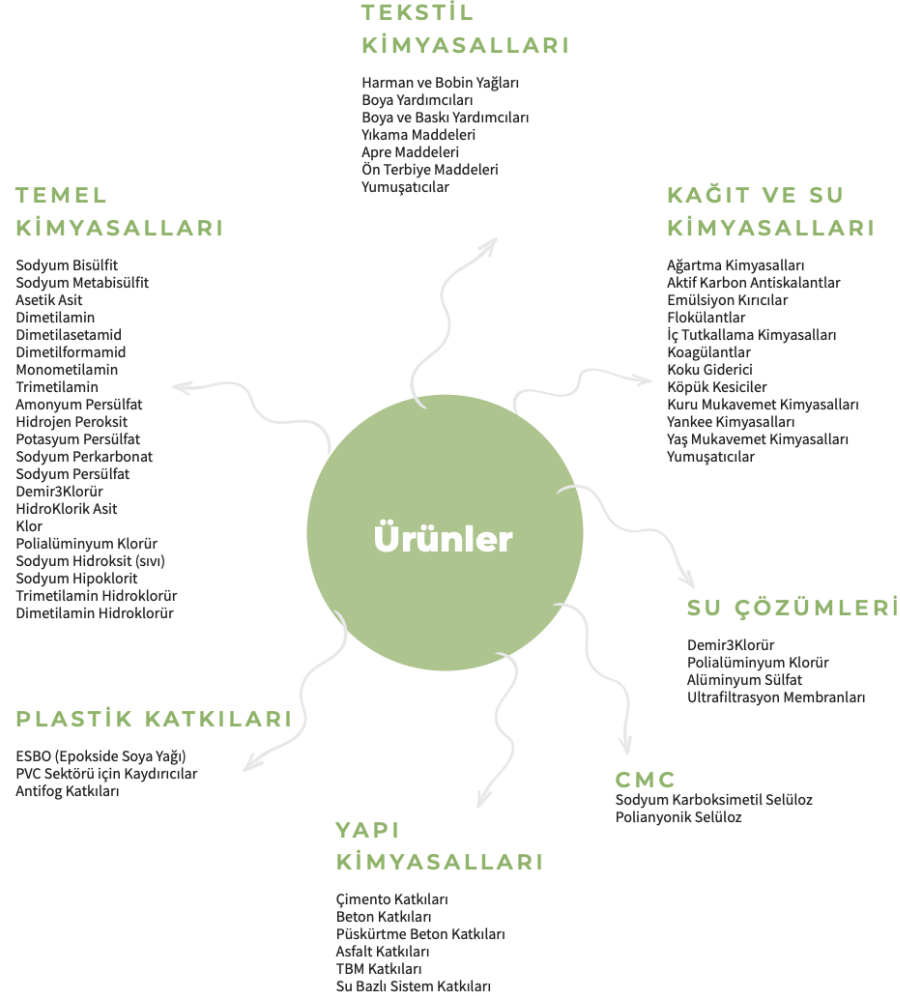 TEKSTİL
KİMYASALLARI
Harman ve Bobin Yağları
Boya Yardımcıları
Boya ve Baskı Yardımcıları
Yıkama Maddeleri
Apre Maddeleri
Ön Terbiye Maddeleri
Yumuşatıcılar
TEMEL
KİMYASALLARI
Sodyum Bisülfit
Sodyum Metabisülfit
Asetik Asit
Dimetilamin
Dimetilasetamid
Dimetilformamid
Monometilamin
Trimetilamin
Amonyum Persülfat
Hidrojen Peroksit
Potasyum Persülfat
Sodyum Perkarbonat
Sodyum Persülfat
Demir3Klorür
HidroKlorik Asit
Klor
Polialüminyum Klorür
Sodyum Hidroksit (sıvı)
Sodyum Hipoklorit
Trimetilamin Hidroklorür
Dimetilamin Hidroklorür
KAĞIT VE SU
KİMYASALLARI
Ağartma Kimyasalları
Aktif Karbon Antiskalantlar
Emülsiyon Kırıcılar
Flokülantlar
İç Tutkallama Kimyasalları
Koagülantlar
Koku Giderici
Köpük Kesiciler
Kuru Mukavemet Kimyasalları
Yankee Kimyasalları
Yaş Mukavemet Kimyasalları
Yumuşatıcılar
Ürünler
SU ÇÖZÜMLERİ
Demir3Klorür
Polialüminyum Klorür
Alüminyum Sülfat
Ultrafiltrasyon Membranları
PLASTİK KATKILARI
ESBO (Epokside Soya Yağı)
PVC Sektörü için Kaydırıcılar
Antifog Katkıları
CMC
Sodyum Karboksimetil Selüloz
Polianyonik Selüloz
YAPI
KİMYASALLARI
Çimento Katkıları
Beton Katkıları
Püskürtme Beton Katkıları
Asfalt Katkıları
TBM Katkıları
Su Bazlı Sistem Katkıları